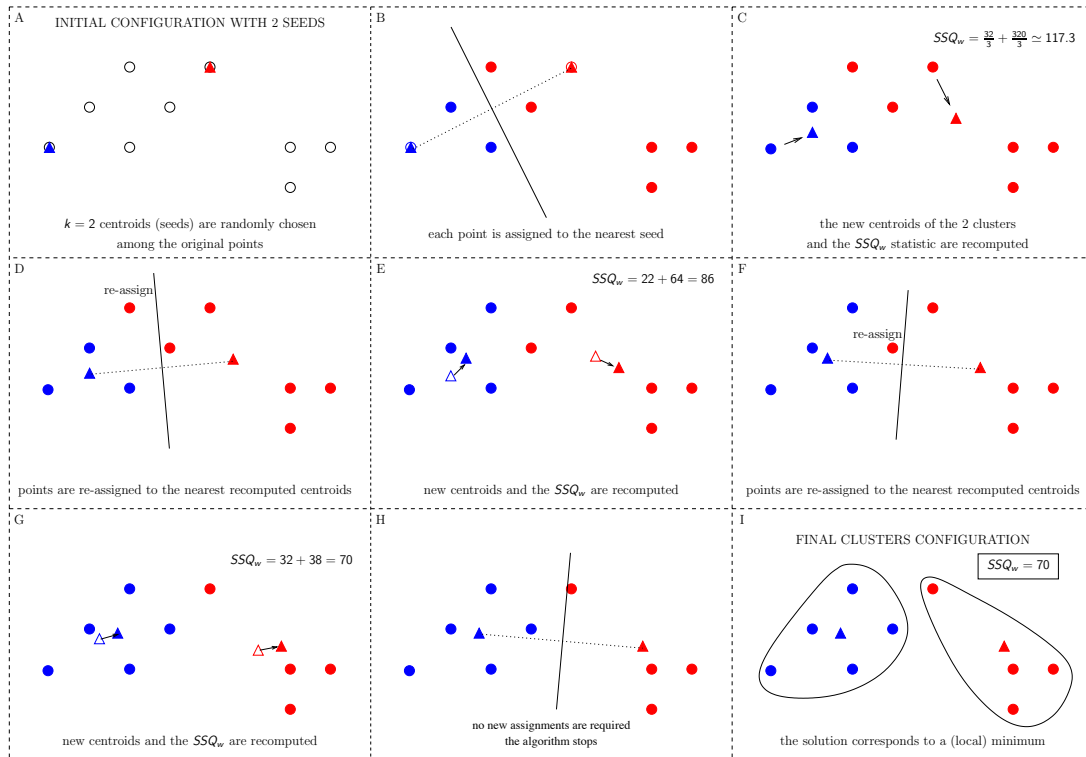 A
INITIAL CONFIGURATION WITH 2 SEEDS
k = 2 centroids (seeds) are randomly chosen
among the original points
B
each point is assigned to the nearest seed
C
SSQ_w = 32/3 + 320/3 ≃ 117.3
the new centroids of the 2 clusters
and the SSQ_w statistic are recomputed
D
re-assign
points are re-assigned to the nearest recomputed centroids
E
SSQ_w = 22 + 64 = 86
new centroids and the SSQ_w are recomputed
F
re-assign
points are re-assigned to the nearest recomputed centroids
G
SSQ_w = 32 + 38 = 70
new centroids and the SSQ_w are recomputed
H
no new assignments are required
the algorithm stops
I
FINAL CLUSTERS CONFIGURATION
SSQ_w = 70
the solution corresponds to a (local) minimum